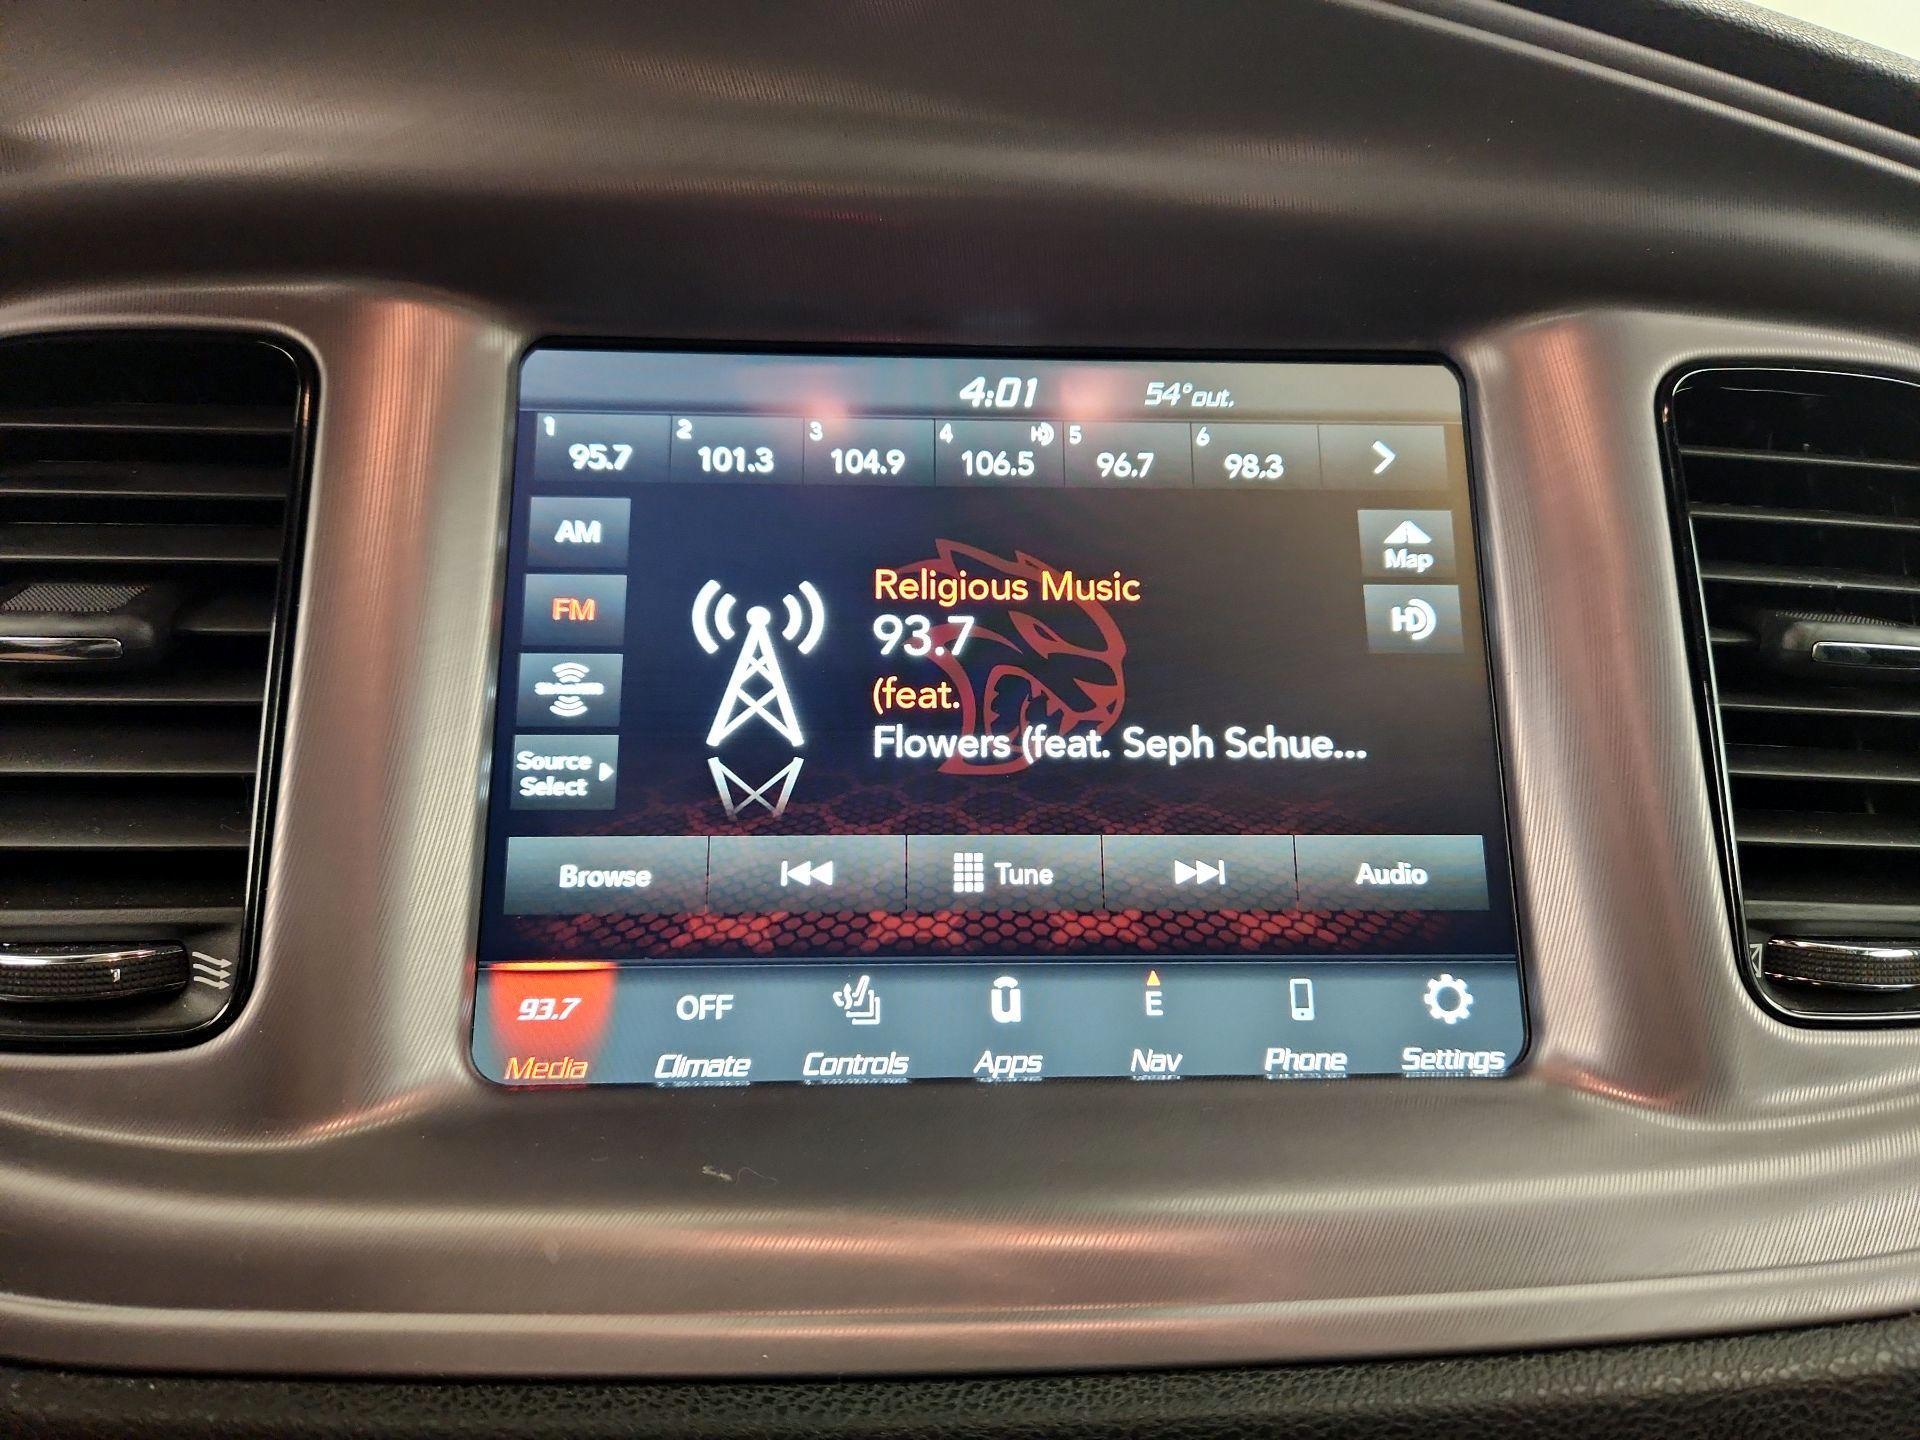 4:01 54°out.
1 95.7 2 101.3 3 104.9 4 HD 106.5 5 96.7 6 98.3
AM
Map
FM
HD
Religious Music
93.7
(feat.
Flowers (feat. Seph Schue...
Source
Select
Browse Tune Audio
93.7 OFF u E
Media Climate Controls Apps Nav Phone Settings